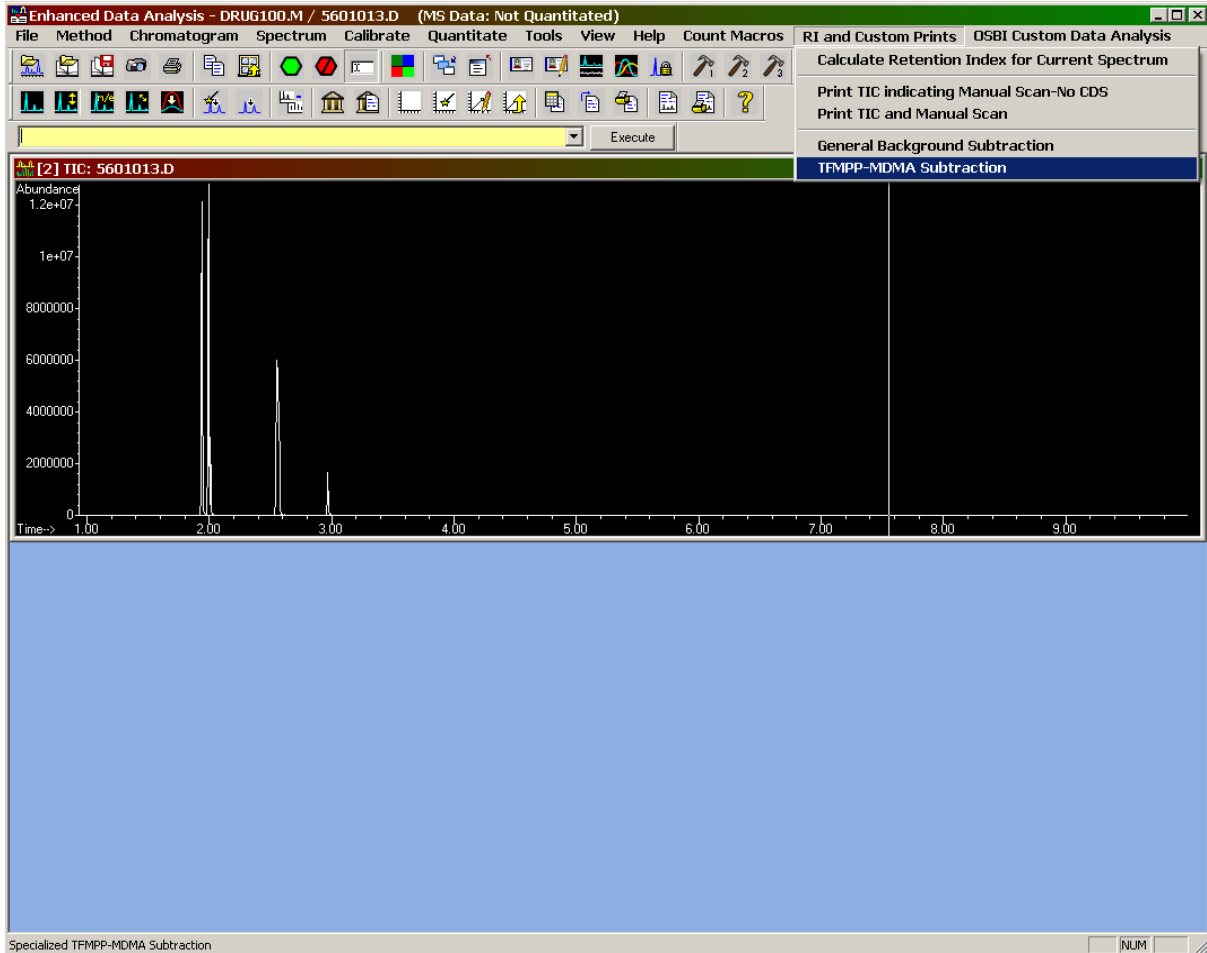 Enhanced Data Analysis - DRUG100.M / 5601013.D (MS Data: Not Quantitated)
File Method Chromatogram Spectrum Calibrate Quantitate Tools View Help Count Macros RI and Custom Prints OSBI Custom Data Analysis
Calculate Retention Index for Current Spectrum
Print TIC indicating Manual Scan-No CDS
Print TIC and Manual Scan
General Background Subtraction
TFMPP-MDMA Subtraction
Execute
[2] TIC: 5601013.D
Abundance
1.2e+07
1e+07
8000000
6000000
4000000
2000000
0
Time--> 1.00 2.00 3.00 4.00 5.00 6.00 7.00 8.00 9.00
Specialized TFMPP-MDMA Subtraction
NUM